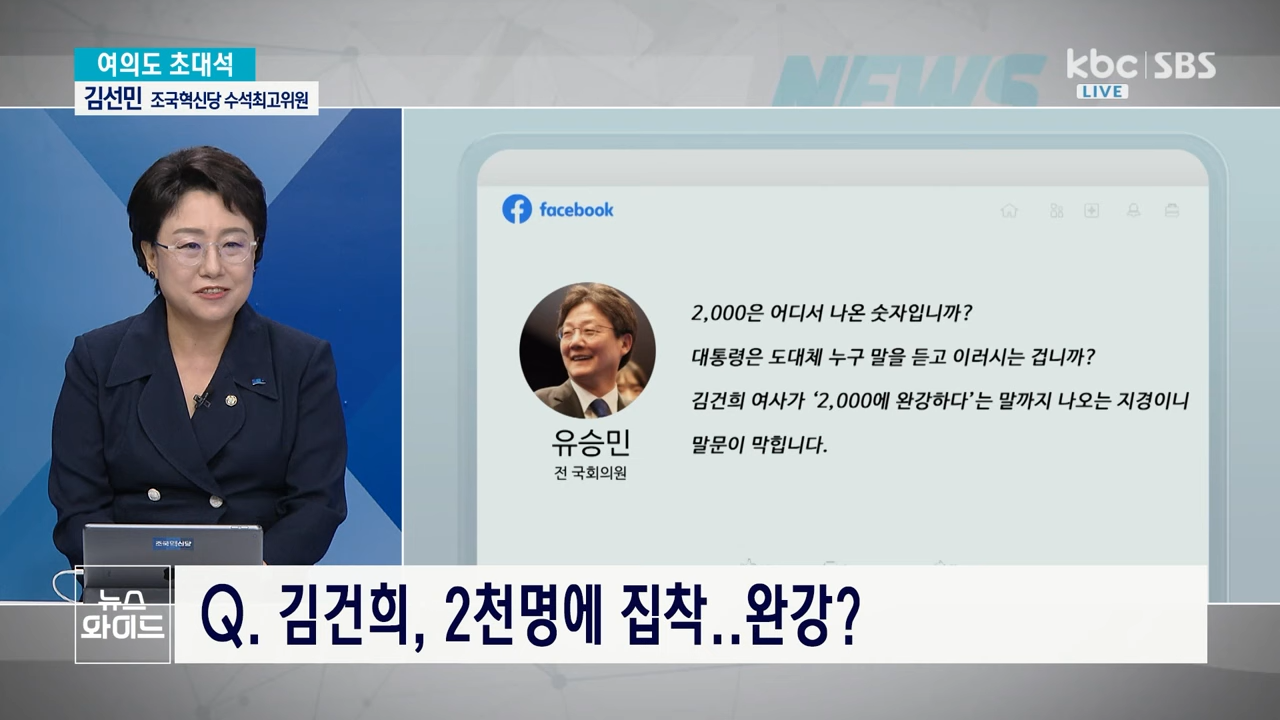 여의도 초대석
김선민 조국혁신당 수석최고위원
NEWS
kbc SBS
LIVE
facebook
2,000은 어디서 나온 숫자입니까?
대통령은 도대체 누구 말을 듣고 이러시는 겁니까?
김건희 여사가 ‘2,000에 완강하다’는 말까지 나오는 지경이니
말문이 막힙니다.
유승민
전 국회의원
조국혁신당
뉴스
와이드
Q. 김건희, 2천명에 집착..완강?